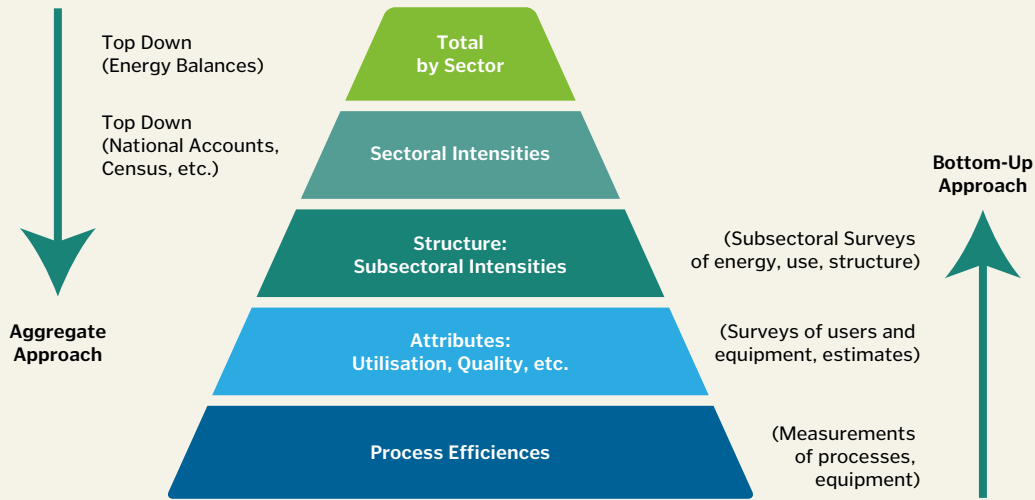 Top Down
(Energy Balances)
Top Down
(National Accounts,
Census, etc.)
Aggregate
Approach
Total
by Sector
Sectoral Intensities
Structure:
Subsectoral Intensities
Attributes:
Utilisation, Quality, etc.
Process Efficiences
Bottom-Up
Approach
(Subsectoral Surveys
of energy, use, structure)
(Surveys of users and
equipment, estimates)
(Measurements
of processes,
equipment)